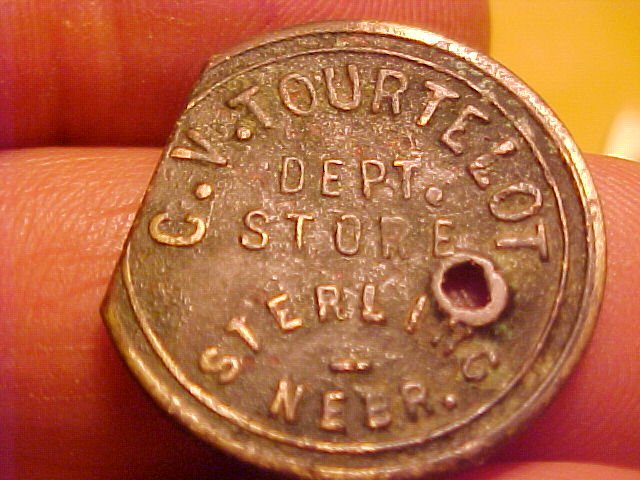 C.V.TOURTELOT
DEPT.
STORE
STERLING
NEBR.